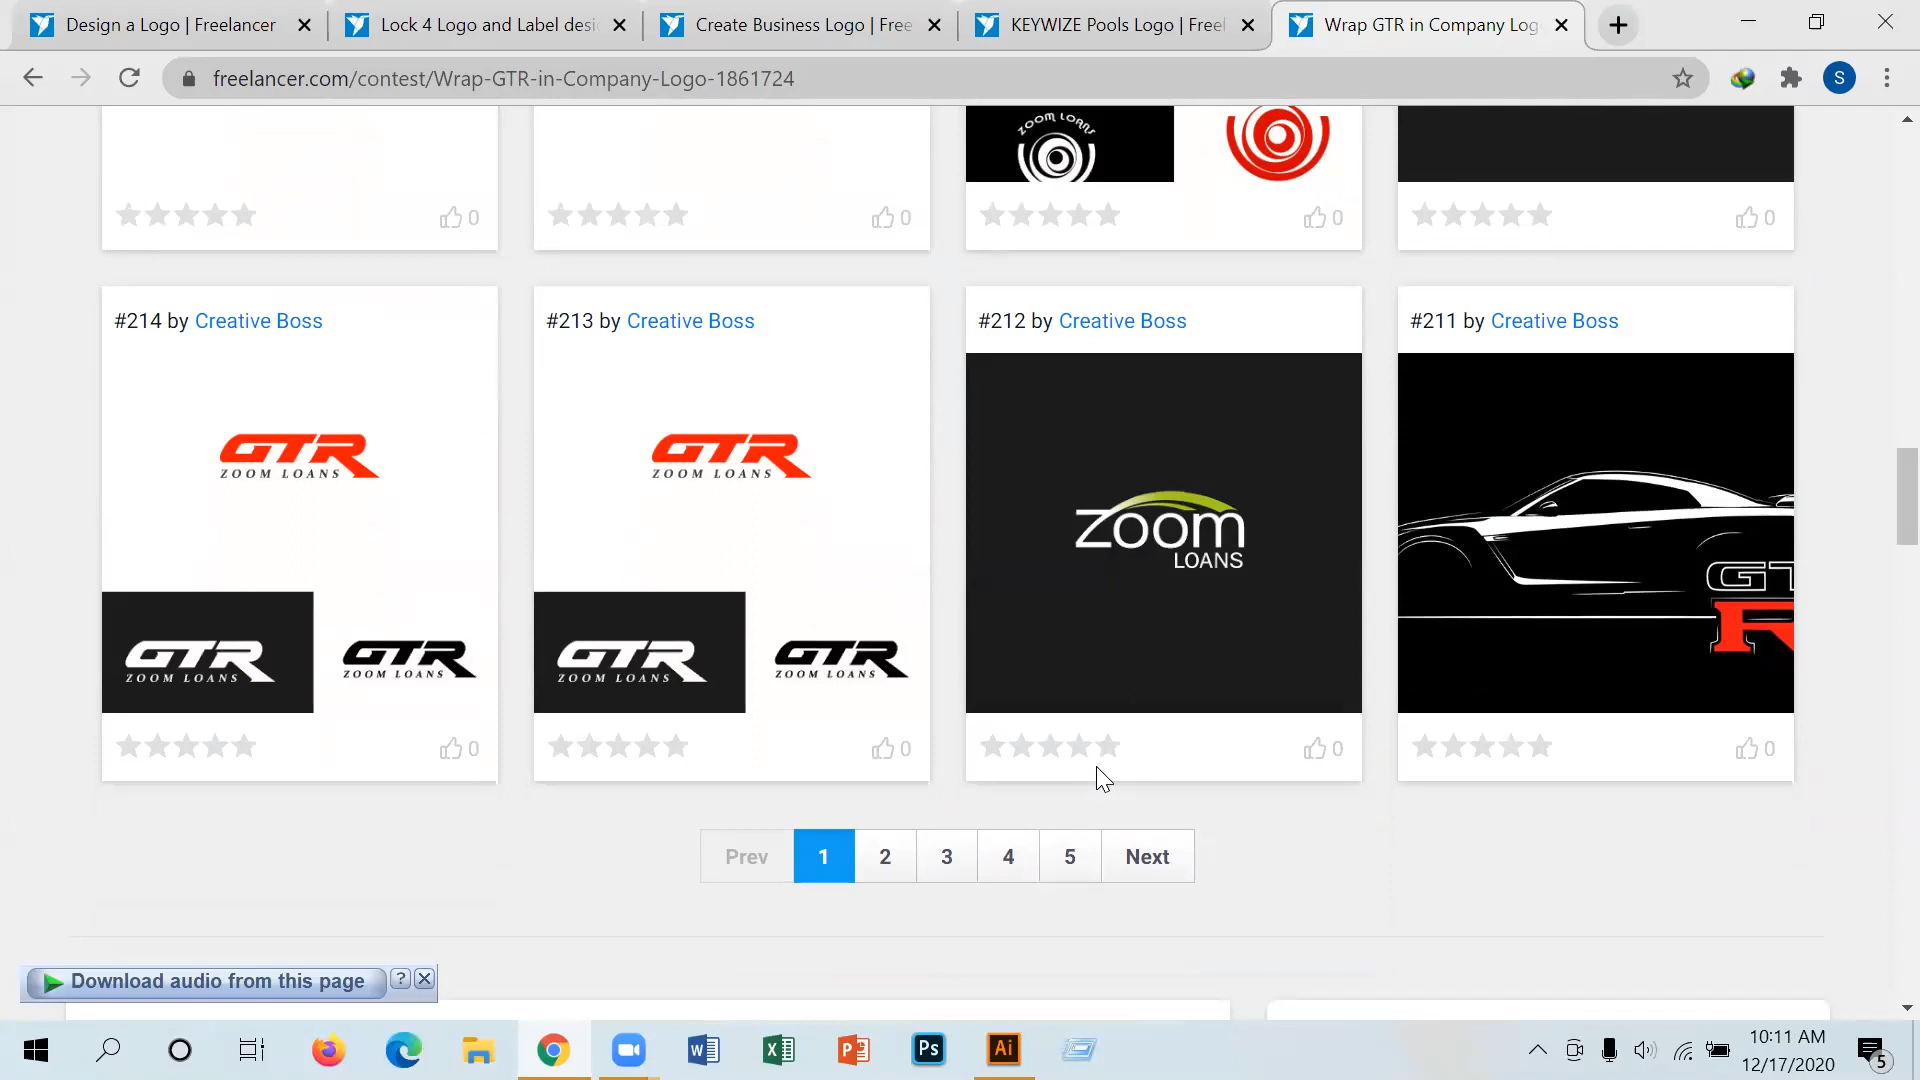 Design a Logo | Freelancer
Lock 4 Logo and Label desi
Create Business Logo | Free
KEYWIZE Pools Logo | Freel
Wrap GTR in Company Log
freelancer.com/contest/Wrap-GTR-in-Company-Logo-1861724
S
ZOOM LOANS
0
0
0
0
#214 by Creative Boss
#213 by Creative Boss
#212 by Creative Boss
#211 by Creative Boss
GTR
ZOOM LOANS
GTR
ZOOM LOANS
zoom
LOANS
GT
R
GTR
ZOOM LOANS
GTR
ZOOM LOANS
GTR
ZOOM LOANS
GTR
ZOOM LOANS
0
0
0
0
Prev 1 2 3 4 5 Next
Download audio from this page
?
Ps
Ai
10:11 AM
12/17/2020
5